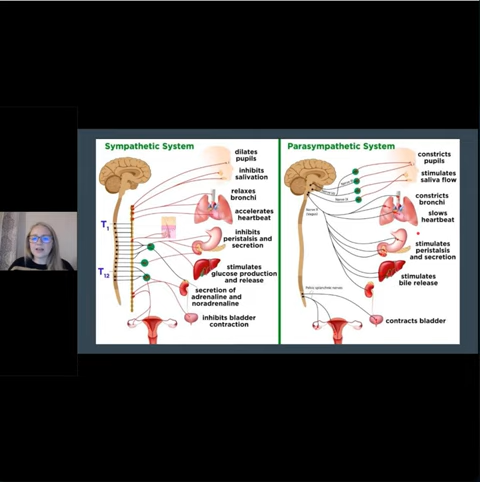 Sympathetic System
dilates
pupils
inhibits
salivation
relaxes
bronchi
accelerates
heartbeat
T1
inhibits
peristalsis and
secretion
T12
stimulates
glucose production
and release
secretion of
adrenaline and
noradrenaline
inhibits bladder
contraction
Parasympathetic System
constricts
pupils
stimulates
saliva flow
constricts
bronchi
slows
heartbeat
stimulates
peristalsis
and secretion
stimulates
bile release
contracts bladder